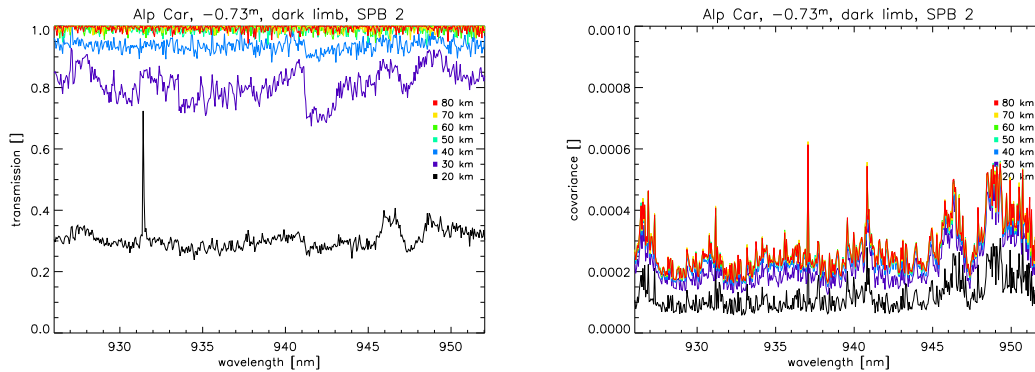 Alp Car, −0.73ᵐ, dark limb, SPB 2
transmission []
1.0
0.8
0.6
0.4
0.2
0.0
80 km
70 km
60 km
50 km
40 km
30 km
20 km
930 935 940 945 950
wavelength [nm]
Alp Car, −0.73ᵐ, dark limb, SPB 2
covariance []
0.0010
0.0008
0.0006
0.0004
0.0002
0.0000
80 km
70 km
60 km
50 km
40 km
30 km
20 km
930 935 940 945 950
wavelength [nm]